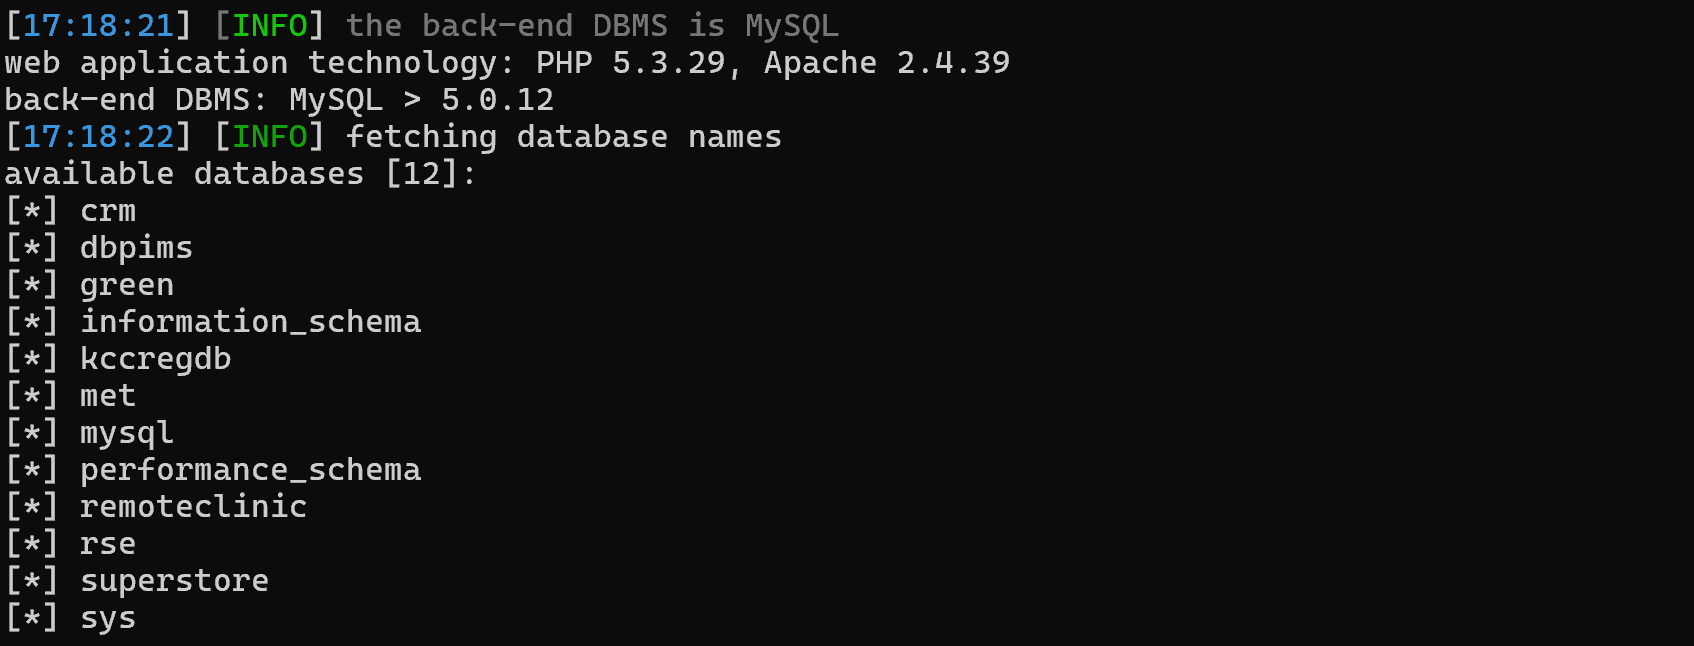 [17:18:21] [INFO] the back-end DBMS is MySQL
web application technology: PHP 5.3.29, Apache 2.4.39
back-end DBMS: MySQL > 5.0.12
[17:18:22] [INFO] fetching database names
available databases [12]:
[*] crm
[*] dbpims
[*] green
[*] information_schema
[*] kccregdb
[*] met
[*] mysql
[*] performance_schema
[*] remoteclinic
[*] rse
[*] superstore
[*] sys